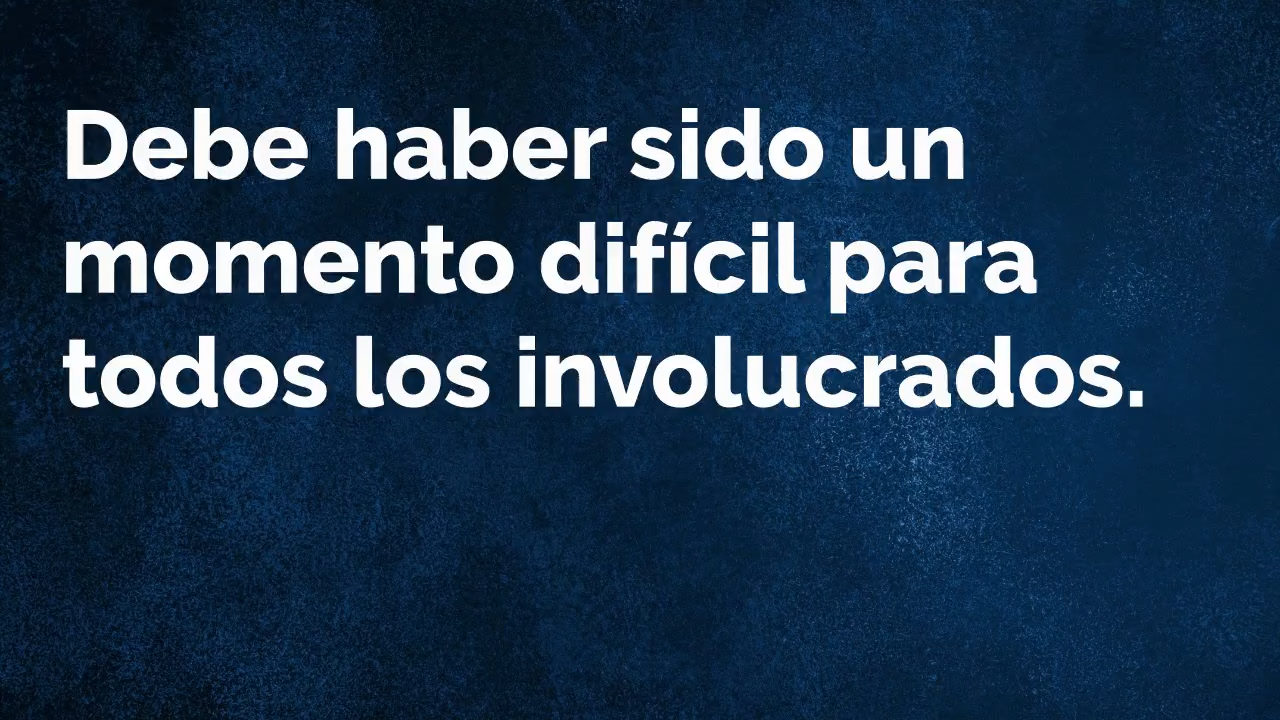 Debe haber sido un
momento difícil para
todos los involucrados.